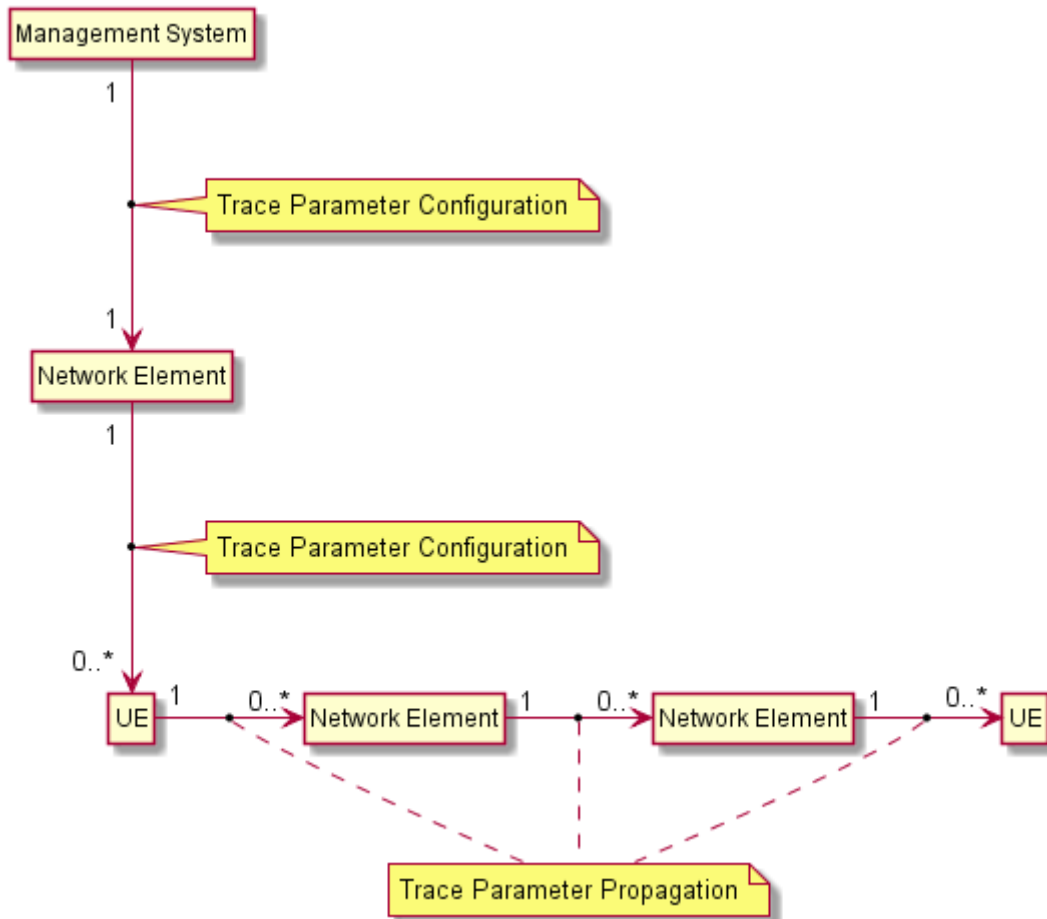 Management System
1
Trace Parameter Configuration
1
Network Element
1
Trace Parameter Configuration
0..*
UE
1
0..*
Network Element
1
0..*
Network Element
1
0..*
UE
Trace Parameter Propagation